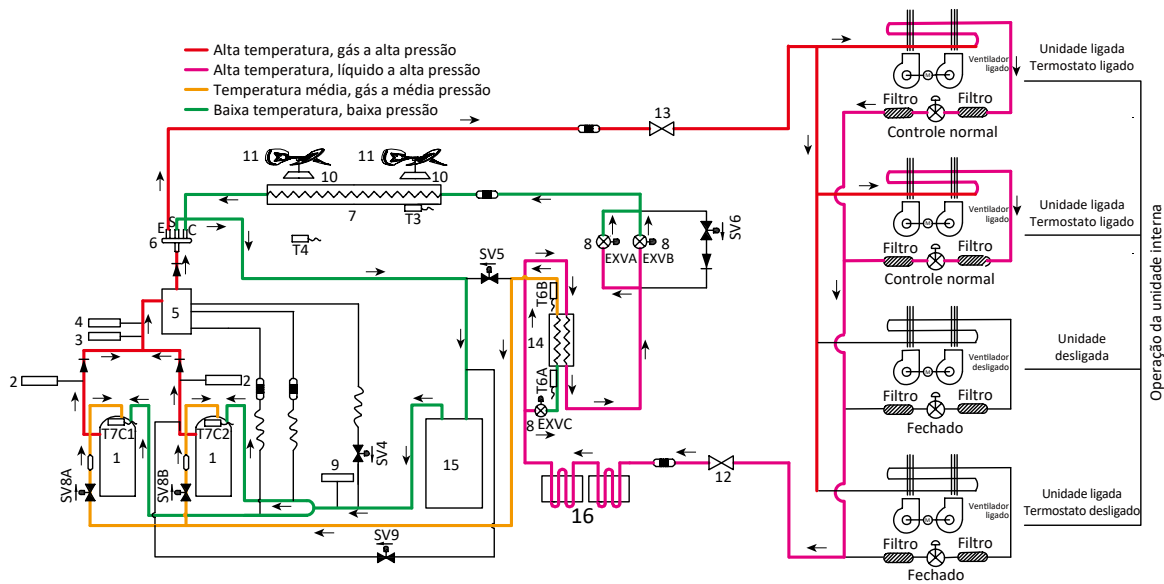 Alta temperatura, gás a alta pressão
Alta temperatura, líquido a alta pressão
Temperatura média, gás a média pressão
Baixa temperatura, baixa pressão
13
11
11
10
10
7
T3
T4
E
S
C
6
5
4
3
2
2
T7C1
T7C2
1
1
SV8A
SV8B
SV4
9
15
SV9
SV5
T6B
14
T6A
8
EXVC
8
8
EXVA
EXVB
SV6
16
12
M
Ventilador
ligado
Filtro
Filtro
Controle normal
Unidade ligada
Termostato ligado
M
Ventilador
ligado
Filtro
Filtro
Controle normal
Unidade ligada
Termostato ligado
M
Ventilador
desligado
Filtro
Filtro
Fechado
Unidade
desligada
M
Ventilador
ligado
Filtro
Filtro
Fechado
Unidade ligada
Termostato desligado
Operação da unidade interna